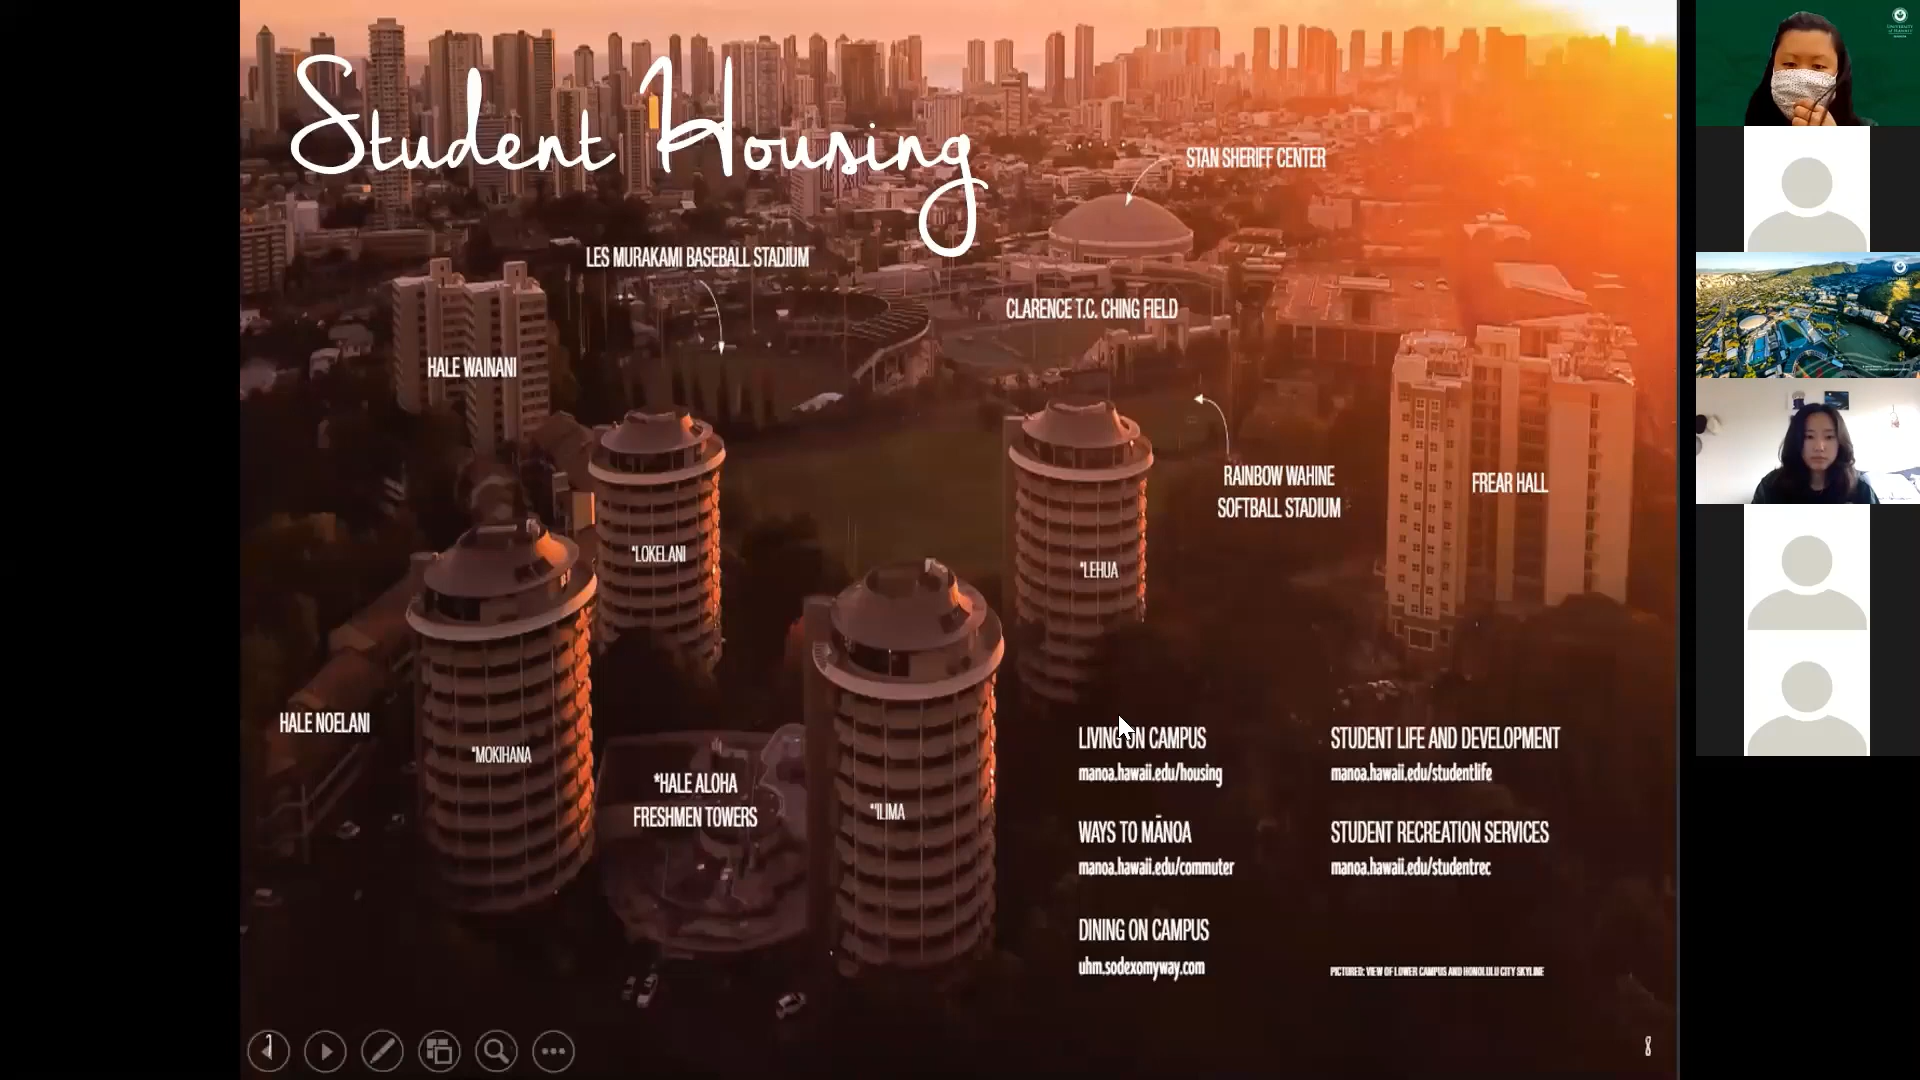 Student Housing
STAN SHERIFF CENTER
LES MURAKAMI BASEBALL STADIUM
CLARENCE T.C. CHING FIELD
HALE WAINANI
RAINBOW WAHINE
SOFTBALL STADIUM
FREAR HALL
*LOKELANI
*LEHUA
HALE NOELANI
*MOKIHANA
*HALE ALOHA
FRESHMEN TOWERS
*'ILIMA
LIVING ON CAMPUS
manoa.hawaii.edu/housing
WAYS TO MĀNOA
manoa.hawaii.edu/commuter
DINING ON CAMPUS
uhm.sodexomyway.com
STUDENT LIFE AND DEVELOPMENT
manoa.hawaii.edu/studentlife
STUDENT RECREATION SERVICES
manoa.hawaii.edu/studentrec
PICTURED: VIEW OF LOWER CAMPUS AND HONOLULU CITY SKYLINE
8